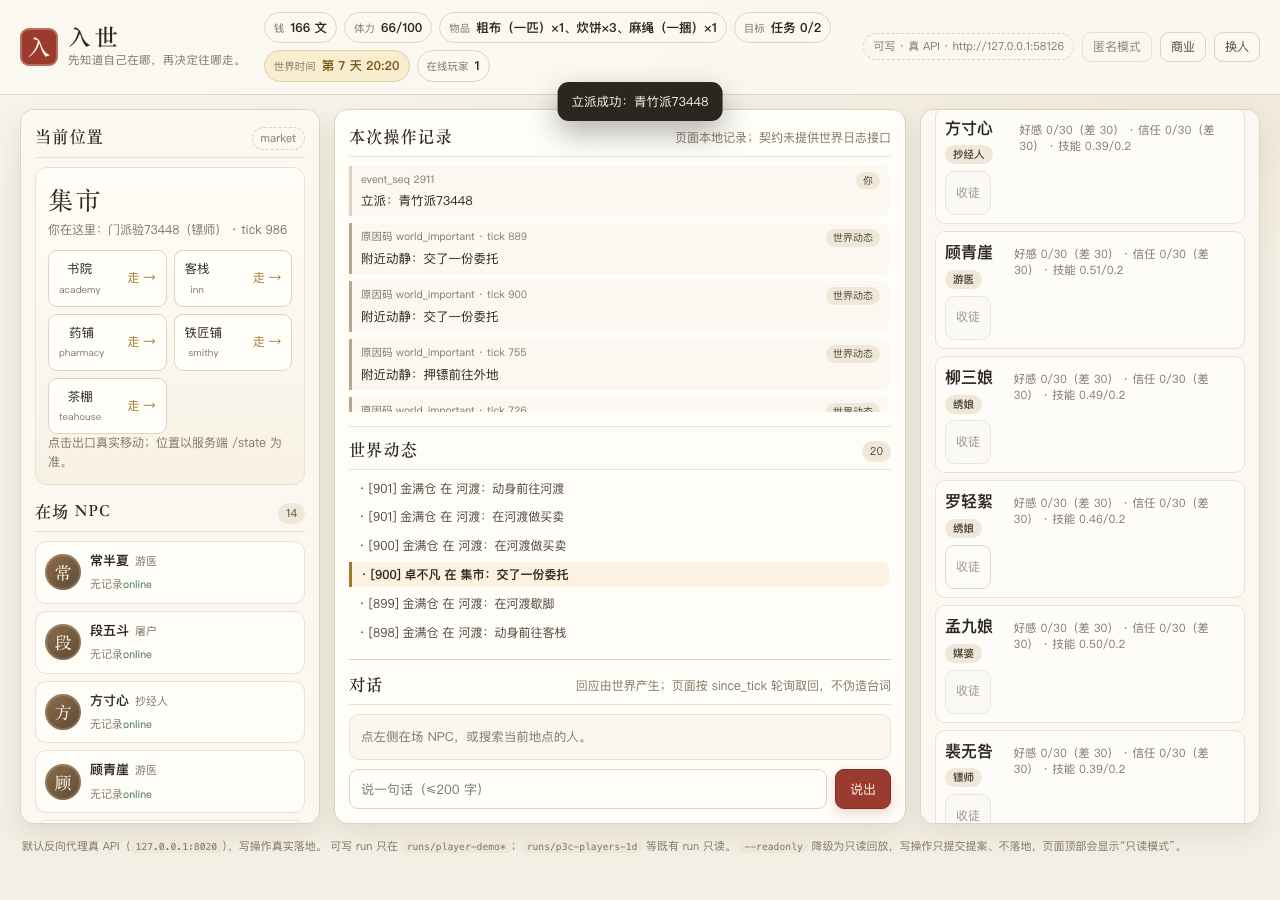 入
入世
先知道自己在哪，再决定往哪走。
钱 166 文
体力 66/100
物品 粗布（一匹）×1、炊饼×3、麻绳（一捆）×1
目标 任务 0/2
世界时间 第 7 天 20:20
在线玩家 1
可写 · 真 API · http://127.0.0.1:58126
匿名模式
商业
换人
立派成功：青竹派73448
当前位置
market
集市
你在这里：门派验73448（镖师） · tick 986
书院
academy
走 →
客栈
inn
走 →
药铺
pharmacy
走 →
铁匠铺
smithy
走 →
茶棚
teahouse
走 →
点击出口真实移动；位置以服务端 /state 为
准。
在场 NPC
14
常
常半夏 游医
无记录online
段
段五斗 屠户
无记录online
方
方寸心 抄经人
无记录online
顾
顾青崖 游医
无记录online
本次操作记录
页面本地记录；契约未提供世界日志接口
event_seq 2911
你
立派：青竹派73448
原因码 world_important · tick 889
世界动态
附近动静：交了一份委托
原因码 world_important · tick 900
世界动态
附近动静：交了一份委托
原因码 world_important · tick 755
世界动态
附近动静：押镖前往外地
原因码 world_important · tick 726
世界动态
世界动态
20
· [901] 金满仓 在 河渡：动身前往河渡
· [901] 金满仓 在 河渡：在河渡做买卖
· [900] 金满仓 在 河渡：在河渡做买卖
· [900] 卓不凡 在 集市：交了一份委托
· [899] 金满仓 在 河渡：在河渡歇脚
· [898] 金满仓 在 河渡：动身前往客栈
对话
回应由世界产生；页面按 since_tick 轮询取回，不伪造台词
点左侧在场 NPC，或搜索当前地点的人。
说一句话（≤200 字）
说出
方寸心
抄经人
好感 0/30（差 30） · 信任 0/30（差
30） · 技能 0.39/0.2
收徒
顾青崖
游医
好感 0/30（差 30） · 信任 0/30（差
30） · 技能 0.51/0.2
收徒
柳三娘
绣娘
好感 0/30（差 30） · 信任 0/30（差
30） · 技能 0.49/0.2
收徒
罗轻絮
绣娘
好感 0/30（差 30） · 信任 0/30（差
30） · 技能 0.46/0.2
收徒
孟九娘
媒婆
好感 0/30（差 30） · 信任 0/30（差
30） · 技能 0.50/0.2
收徒
裴无咎
镖师
好感 0/30（差 30） · 信任 0/30（差
30） · 技能 0.39/0.2
收徒
默认反向代理真 API（ 127.0.0.1:8020 ），写操作真实落地。 可写 run 只在 runs/player-demo* ； runs/p3c-players-1d 等既有 run 只读。 --readonly 降级为只读回放，写操作只提交提案、不落地，页面顶部会显示“只读模式”。